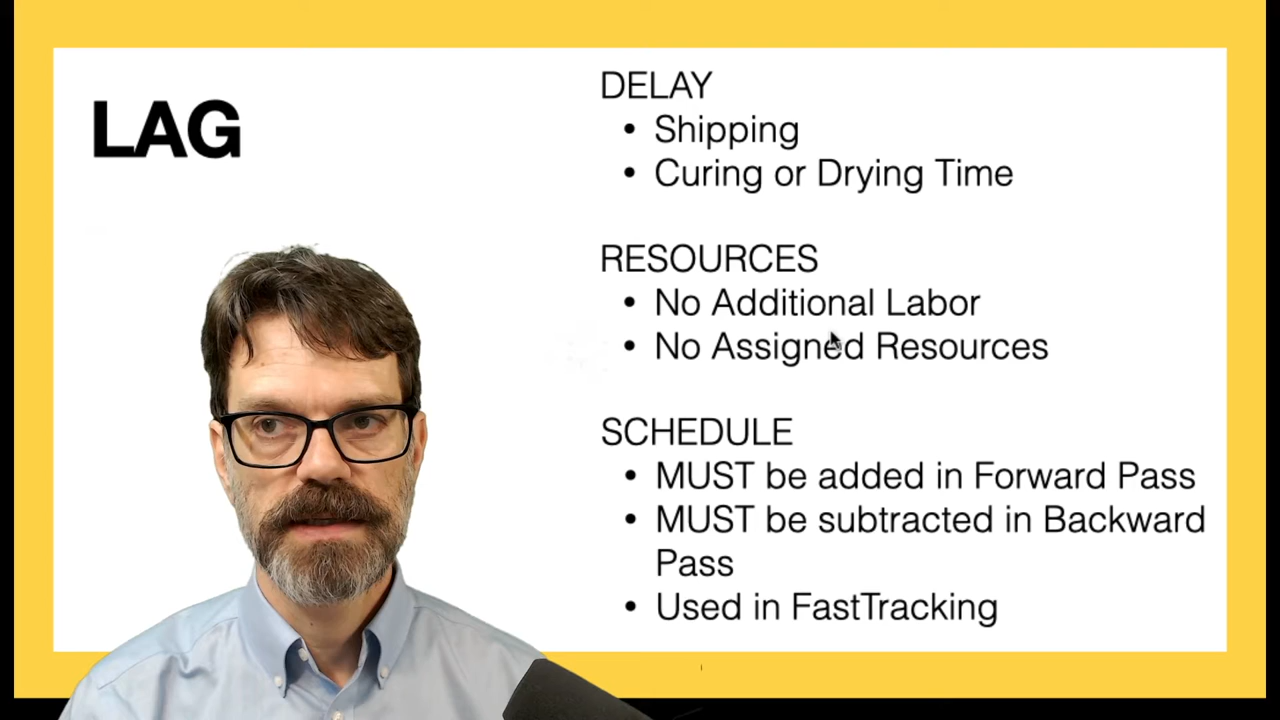 LAG
DELAY
• Shipping
• Curing or Drying Time
RESOURCES
• No Additional Labor
• No Assigned Resources
SCHEDULE
• MUST be added in Forward Pass
• MUST be subtracted in Backward
Pass
• Used in FastTracking